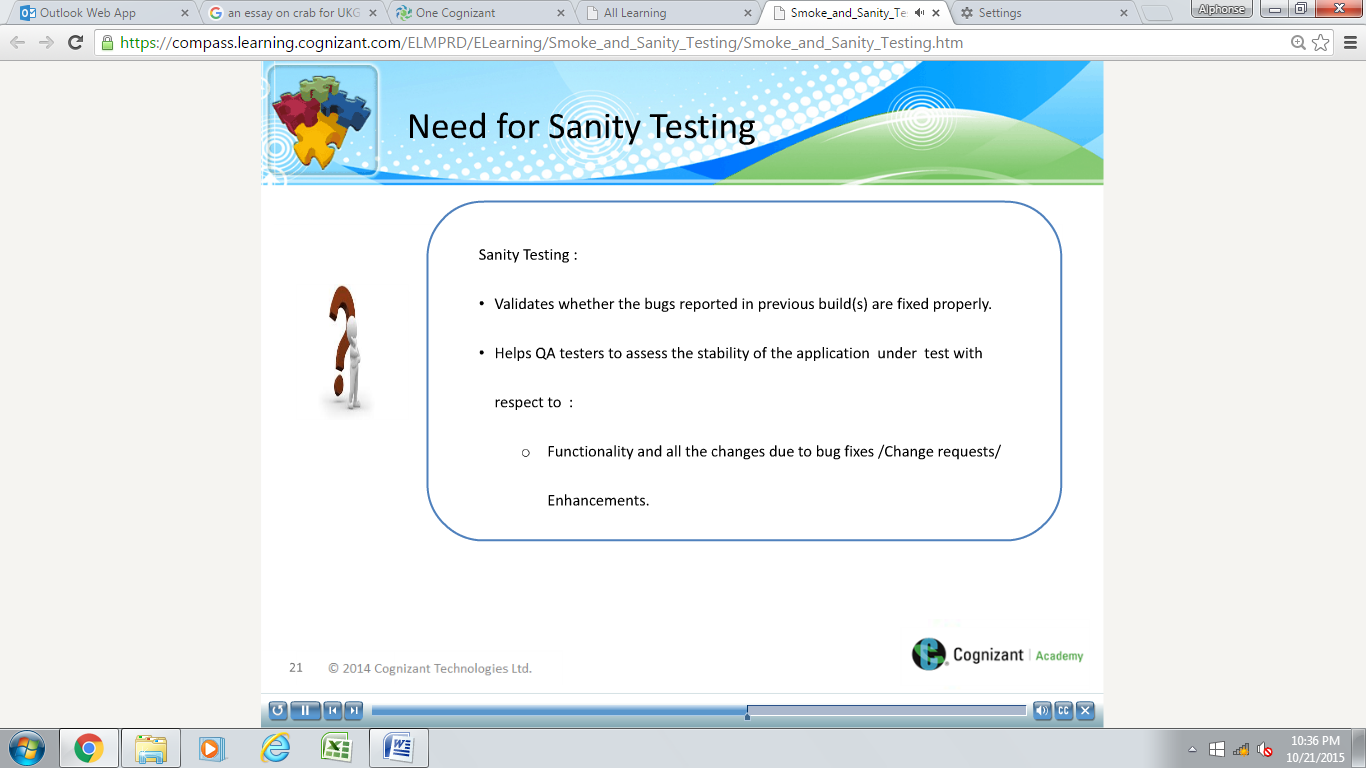 Outlook Web App
an essay on crab for UKG
One Cognizant
All Learning
Smoke_and_Sanity_Te
Settings
Alphonse
https://compass.learning.cognizant.com/ELMPRD/ELearning/Smoke_and_Sanity_Testing/Smoke_and_Sanity_Testing.htm
Need for Sanity Testing
Sanity Testing :
• Validates whether the bugs reported in previous build(s) are fixed properly.
• Helps QA testers to assess the stability of the application under test with
respect to :
o Functionality and all the changes due to bug fixes /Change requests/
Enhancements.
21 © 2014 Cognizant Technologies Ltd.
Cognizant | Academy
CC
10:36 PM
10/21/2015